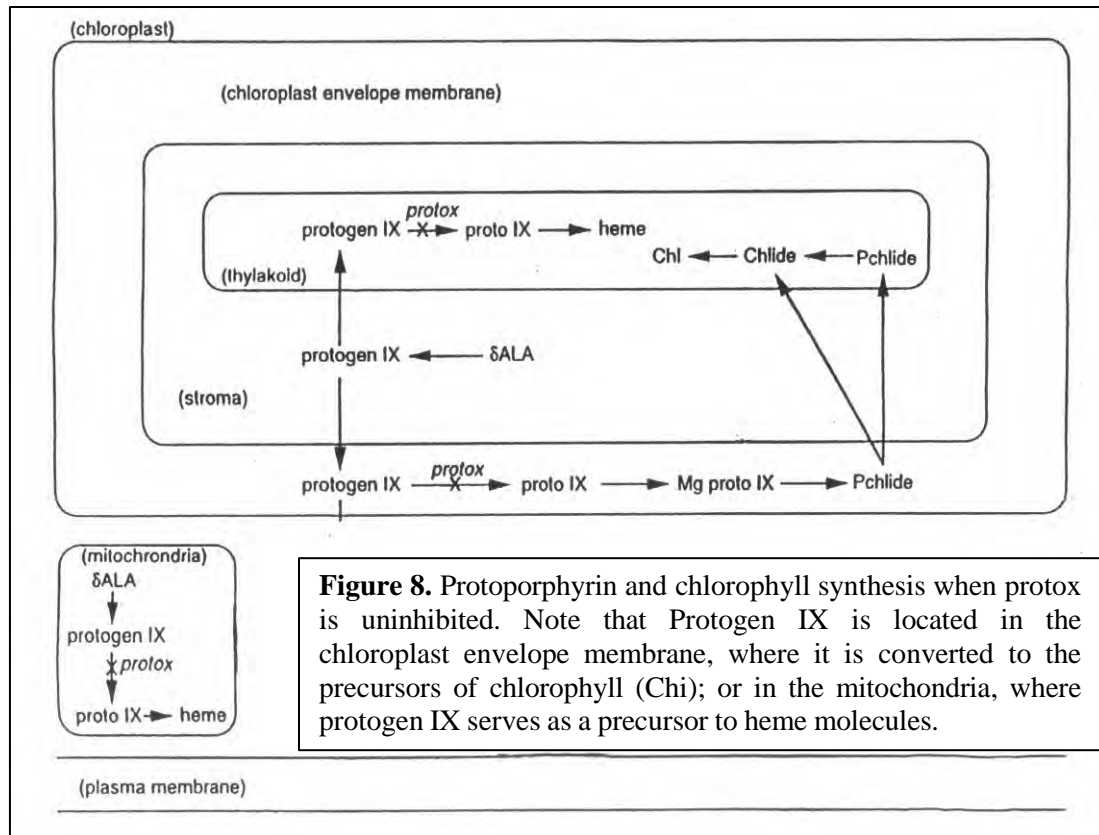 (chloroplast)
(chloroplast envelope membrane)
protox
protogen IX proto IX heme
Chl Chlide Pchlide
(thylakoid)
protogen IX δALA
(stroma)
protox
protogen IX proto IX Mg proto IX Pchlide
(mitochrondria)
δALA
protogen IX
protox
proto IX heme
Figure 8. Protoporphyrin and chlorophyll synthesis when protox
is uninhibited. Note that Protogen IX is located in the
chloroplast envelope membrane, where it is converted to the
precursors of chlorophyll (Chi); or in the mitochondria, where
protogen IX serves as a precursor to heme molecules.
(plasma membrane)